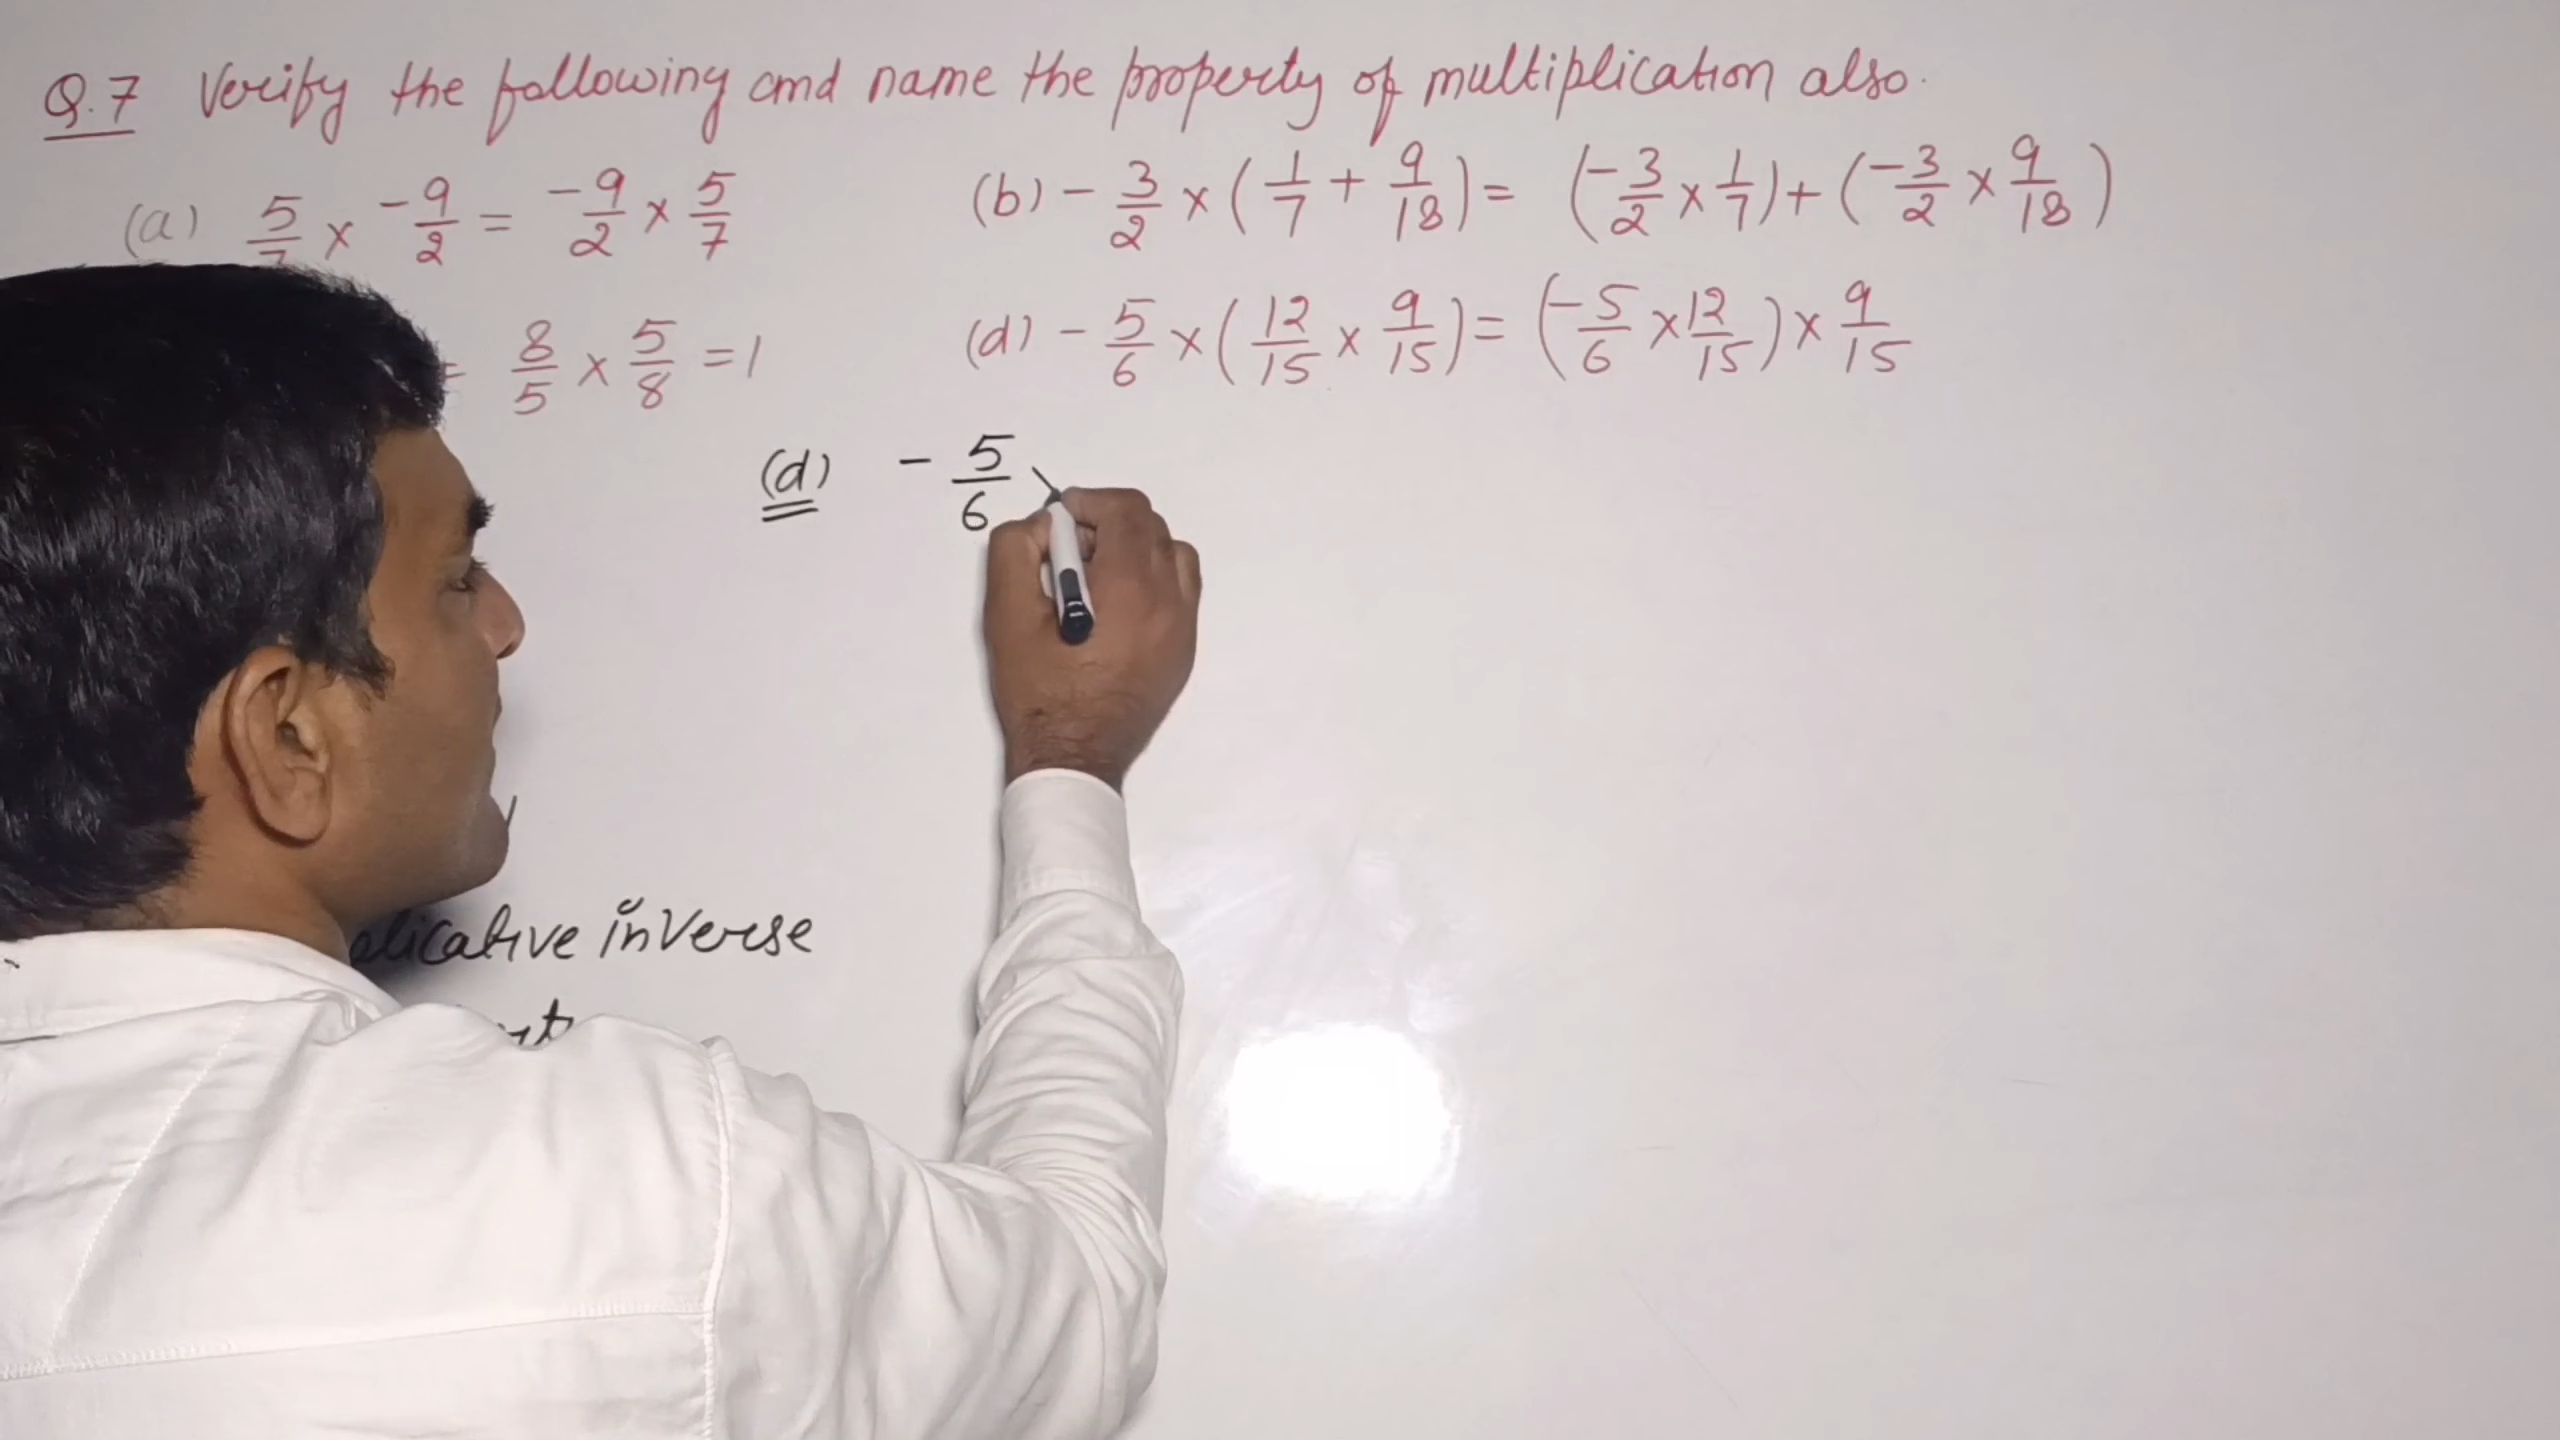 Q.7 Verify the following and name the property of multiplication also.
(a) 5/7 × -9/2 = -9/2 × 5/7
(b) - 3/2 × (1/7 + 9/18) = (-3/2 × 1/7) + (-3/2 × 9/18)
= 8/5 × 5/8 = 1
(d) - 5/6 × (12/15 × 9/15) = (-5/6 × 12/15) × 9/15
(d) - 5/6
inverse